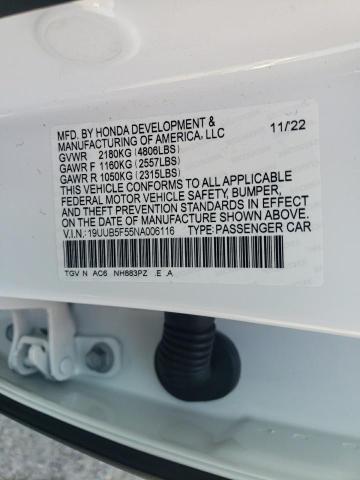 MFD. BY HONDA DEVELOPMENT &
MANUFACTURING OF AMERICA, LLC 11/'22
GVWR 2180KG (4806LBS)
GAWR F 1160KG (2557LBS)
GAWR R 1050KG (2315LBS)
THIS VEHICLE CONFORMS TO ALL APPLICABLE
FEDERAL MOTOR VEHICLE SAFETY, BUMPER,
AND THEFT PREVENTION STANDARDS IN EFFECT
ON THE DATE OF MANUFACTURE SHOWN ABOVE.
V.I.N.: 19UUB5F55NA006116 TYPE: PASSENGER CAR
TGV N AC6 NH883PZ .E .A